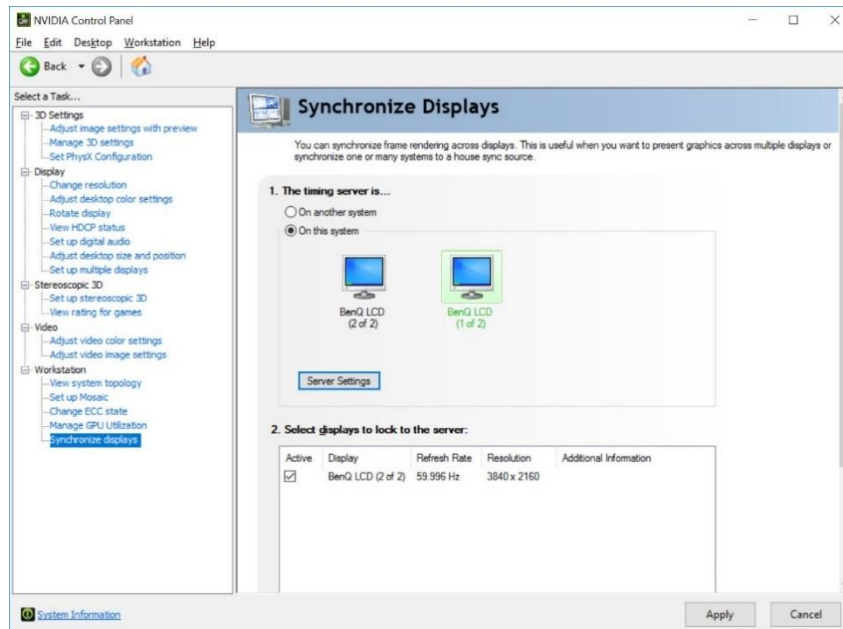 NVIDIA Control Panel
File Edit Desktop Workstation Help
Back
Select a Task...
3D Settings
Adjust image settings with preview
Manage 3D settings
Set PhysX Configuration
Display
Change resolution
Adjust desktop color settings
Rotate display
View HDCP status
Set up digital audio
Adjust desktop size and position
Set up multiple displays
Stereoscopic 3D
Set up stereoscopic 3D
View rating for games
Video
Adjust video color settings
Adjust video image settings
Workstation
View system topology
Set up Mosaic
Change ECC state
Manage GPU Utilization
Synchronize displays
System Information
Synchronize Displays
You can synchronize frame rendering across displays. This is useful when you want to present graphics across multiple displays or
synchronize one or many systems to a house sync source.
1. The timing server is...
On another system
On this system
BenQ LCD
(2 of 2)
BenQ LCD
(1 of 2)
Server Settings
2. Select displays to lock to the server:
Active Display Refresh Rate Resolution Additional Information
BenQ LCD (2 of 2) 59.996 Hz 3840 x 2160
Apply Cancel